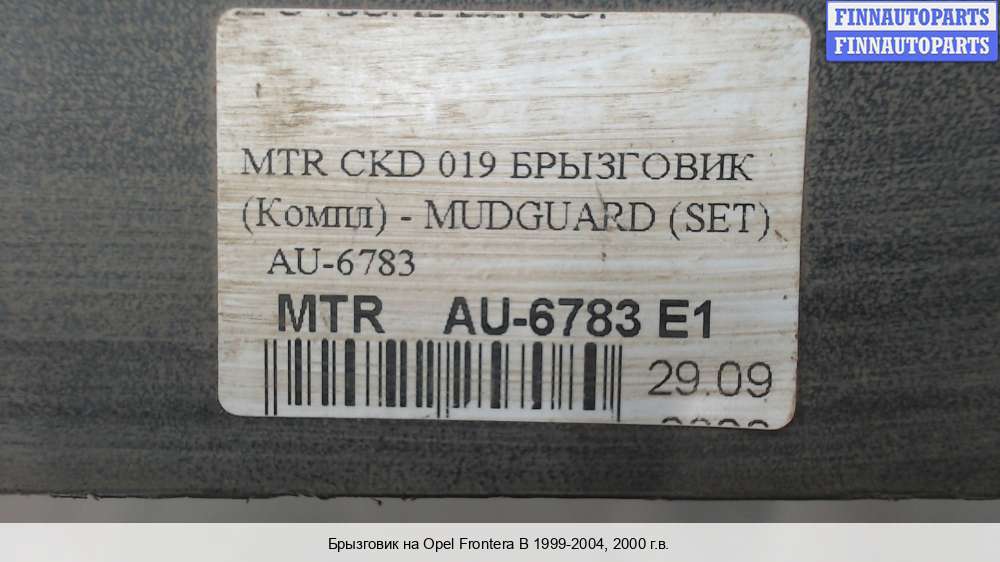 FINNAUTOPARTS
FINNAUTOPARTS
MTR CKD 019 БРЫЗГОВИК
(Компл) - MUDGUARD (SET)
AU-6783
MTR AU-6783 E1
29.09
Брызговик на Opel Frontera B 1999-2004, 2000 г.в.